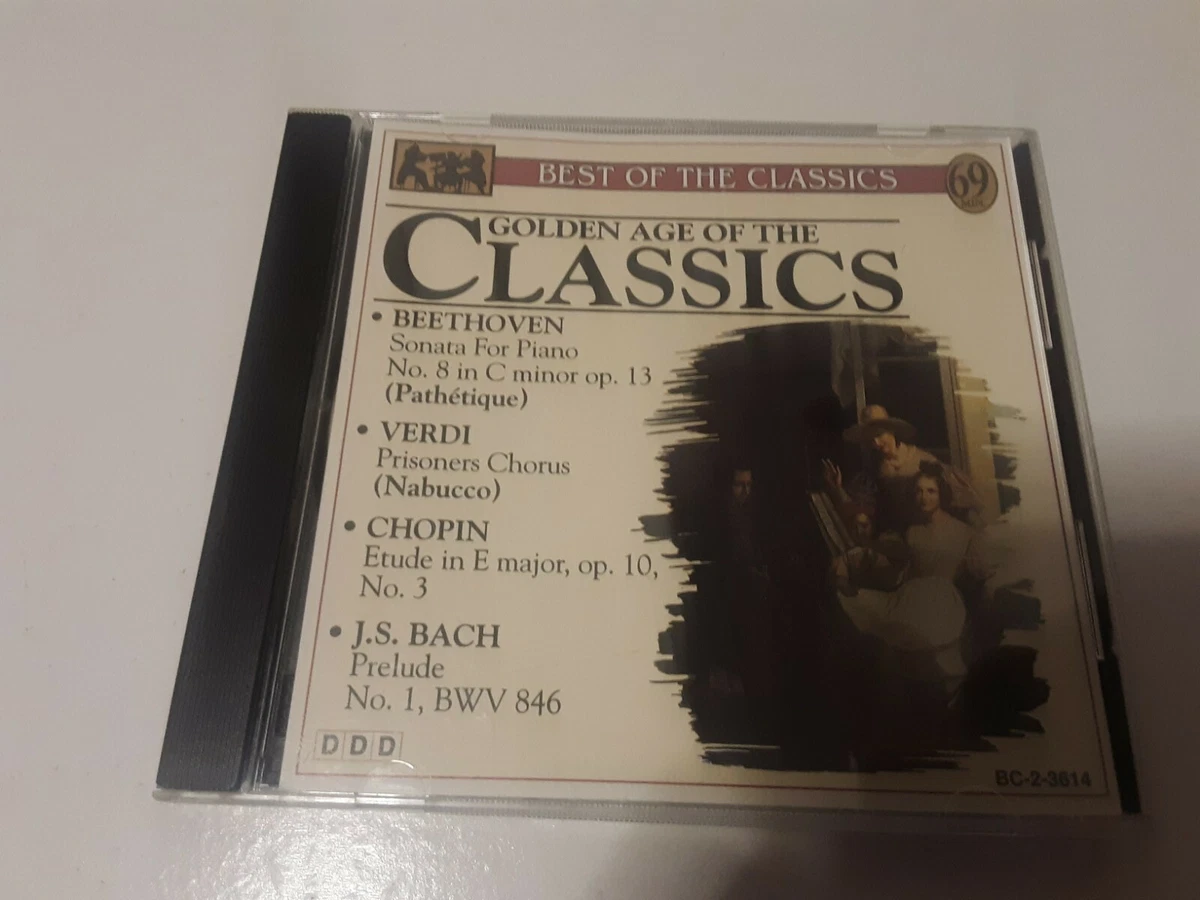 BEST OF THE CLASSICS
69
MIN.
GOLDEN AGE OF THE
CLASSICS
• BEETHOVEN
Sonata For Piano
No. 8 in C minor op. 13
(Pathétique)
• VERDI
Prisoners Chorus
(Nabucco)
• CHOPIN
Etude in E major, op. 10,
No. 3
• J.S. BACH
Prelude
No. 1, BWV 846
DDD
BC-2-3614